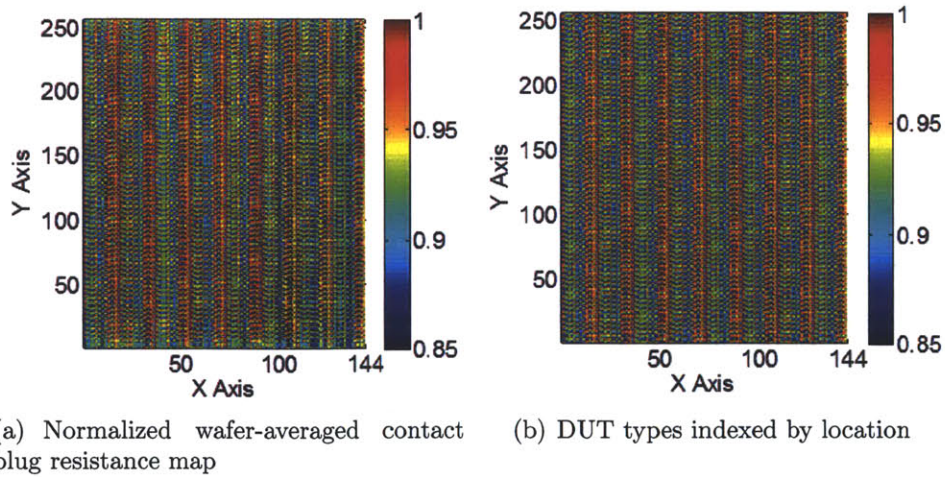 250
200
150
100
50
Y Axis
50 100 144
X Axis
1
0.95
0.9
0.85
250
200
150
100
50
Y Axis
50 100 144
X Axis
1
0.95
0.9
0.85
a) Normalized wafer-averaged contact
plug resistance map
(b) DUT types indexed by location